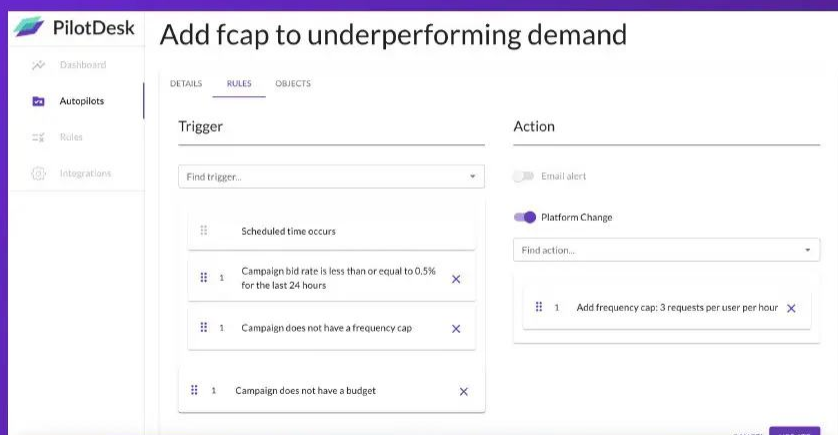 PilotDesk
Add fcap to underperforming demand
Dashboard
Autopilots
Rules
Integrations
DETAILS RULES OBJECTS
Trigger
Find trigger...
Scheduled time occurs
1 Campaign bid rate is less than or equal to 0.5%
for the last 24 hours
1 Campaign does not have a frequency cap
1 Campaign does not have a budget
Action
Email alert
Platform Change
Find action...
1 Add frequency cap: 3 requests per user per hour